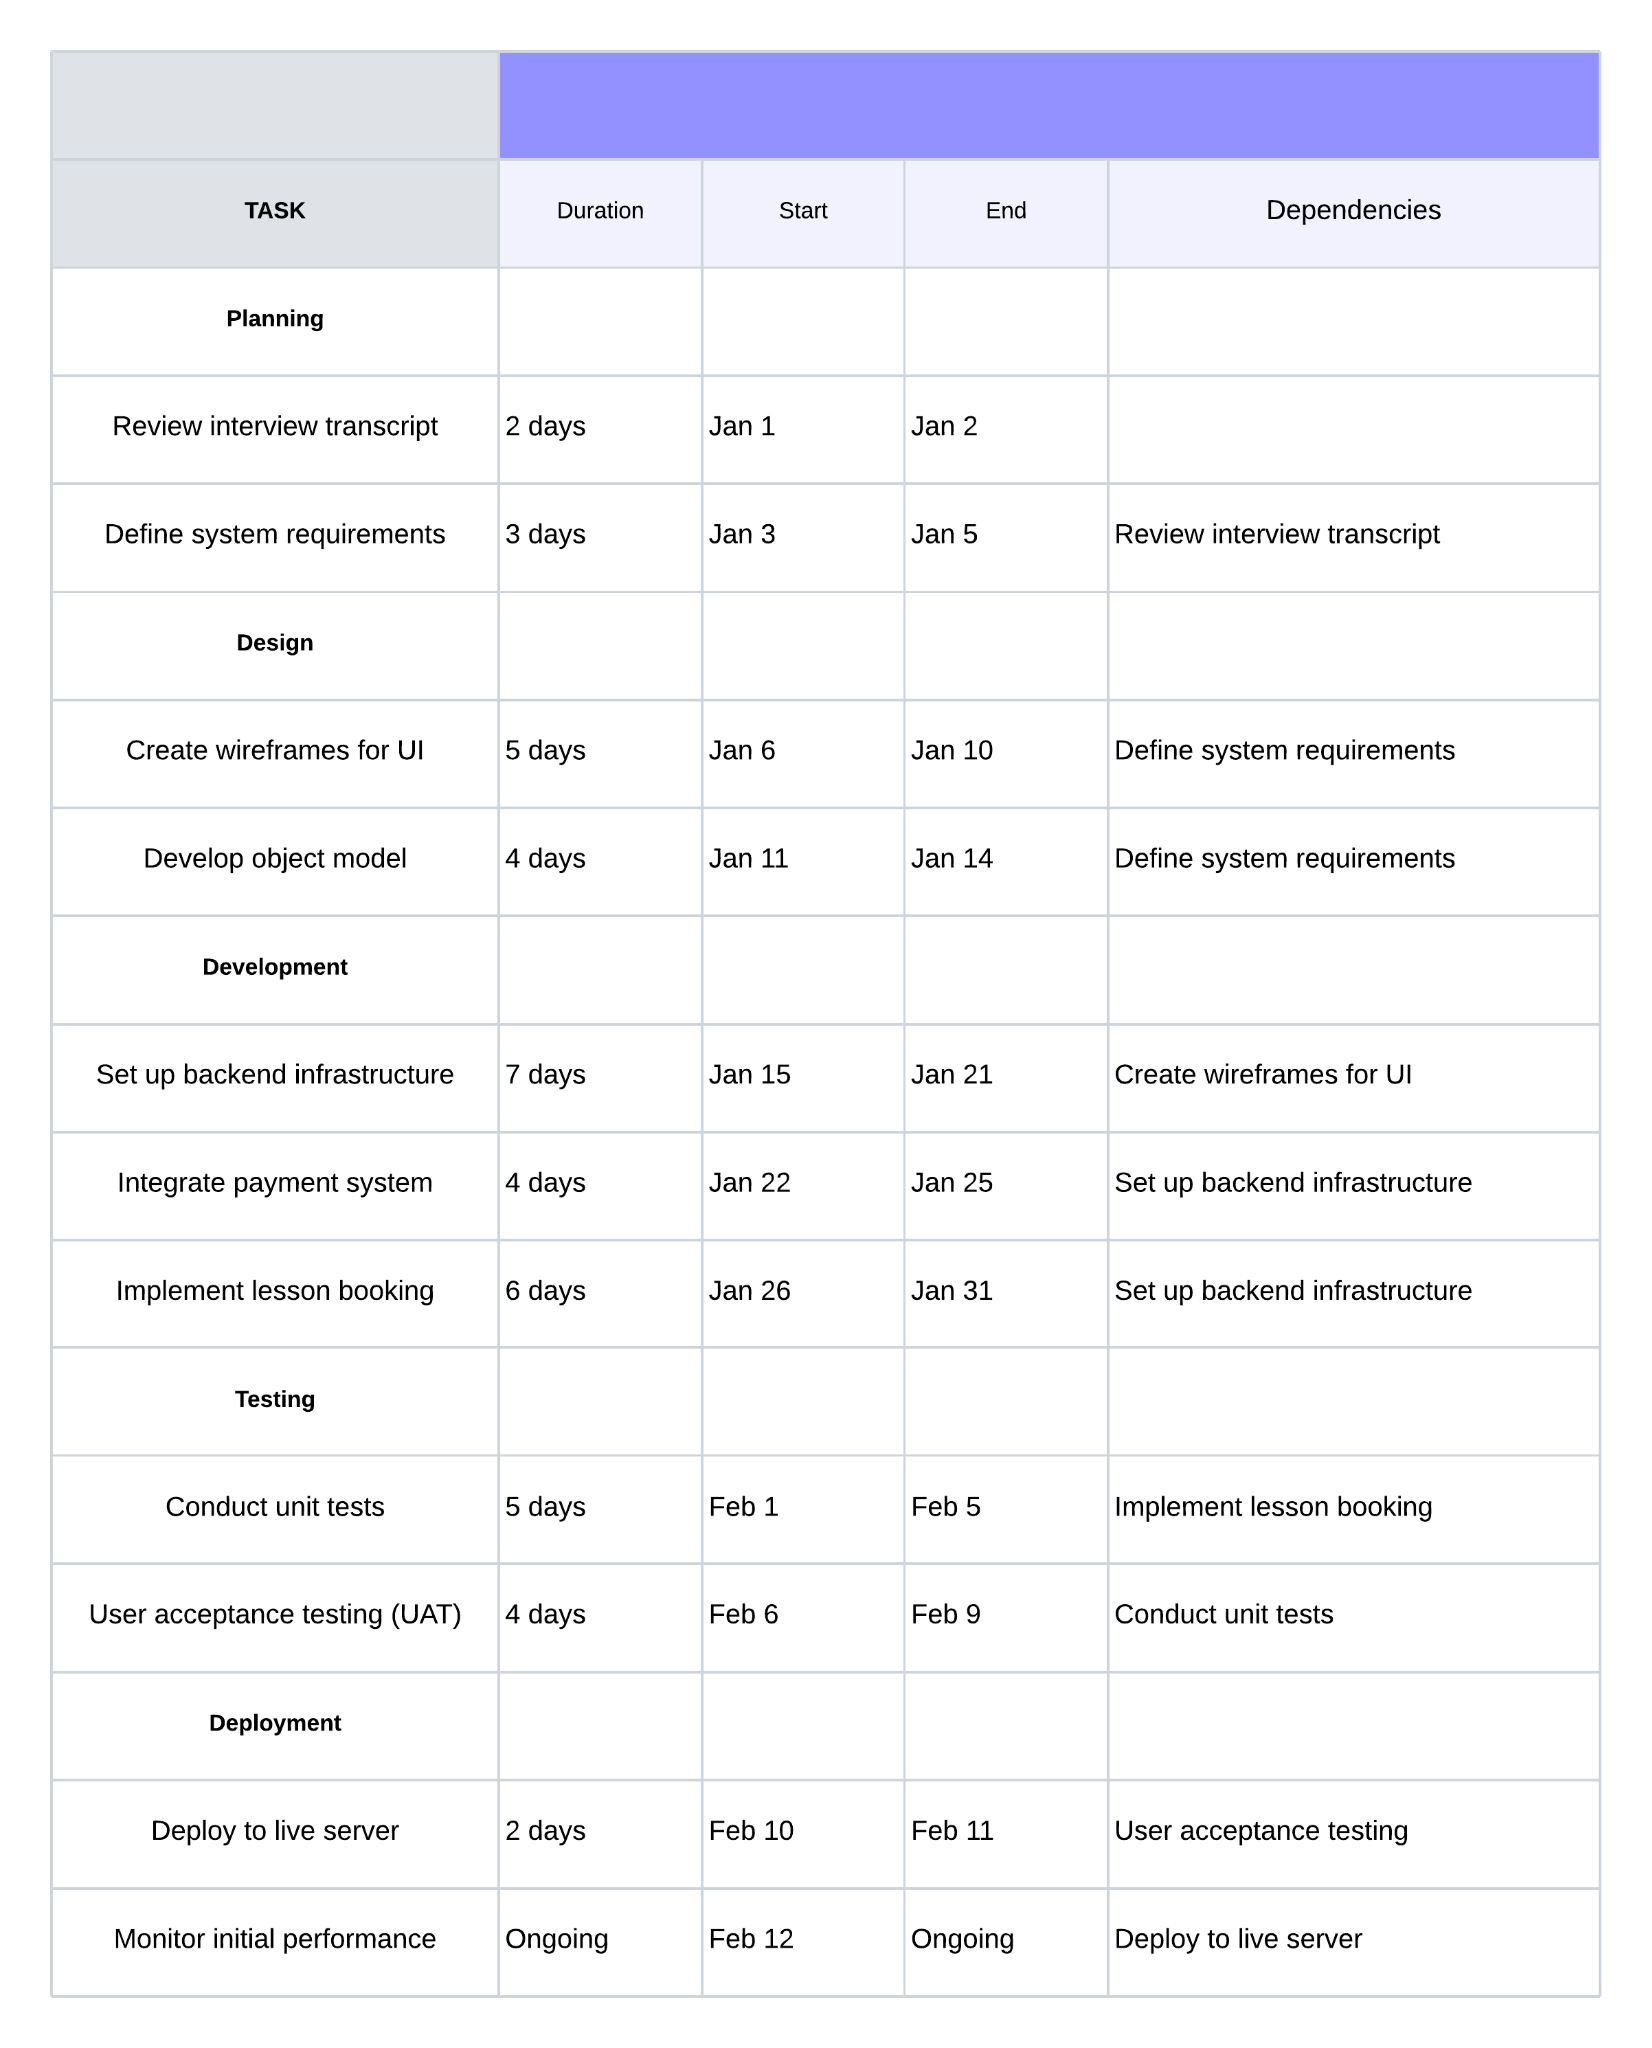 TASK Duration Start End Dependencies
Planning
Review interview transcript 2 days Jan 1 Jan 2
Define system requirements 3 days Jan 3 Jan 5 Review interview transcript
Design
Create wireframes for UI 5 days Jan 6 Jan 10 Define system requirements
Develop object model 4 days Jan 11 Jan 14 Define system requirements
Development
Set up backend infrastructure 7 days Jan 15 Jan 21 Create wireframes for UI
Integrate payment system 4 days Jan 22 Jan 25 Set up backend infrastructure
Implement lesson booking 6 days Jan 26 Jan 31 Set up backend infrastructure
Testing
Conduct unit tests 5 days Feb 1 Feb 5 Implement lesson booking
User acceptance testing (UAT) 4 days Feb 6 Feb 9 Conduct unit tests
Deployment
Deploy to live server 2 days Feb 10 Feb 11 User acceptance testing
Monitor initial performance Ongoing Feb 12 Ongoing Deploy to live server